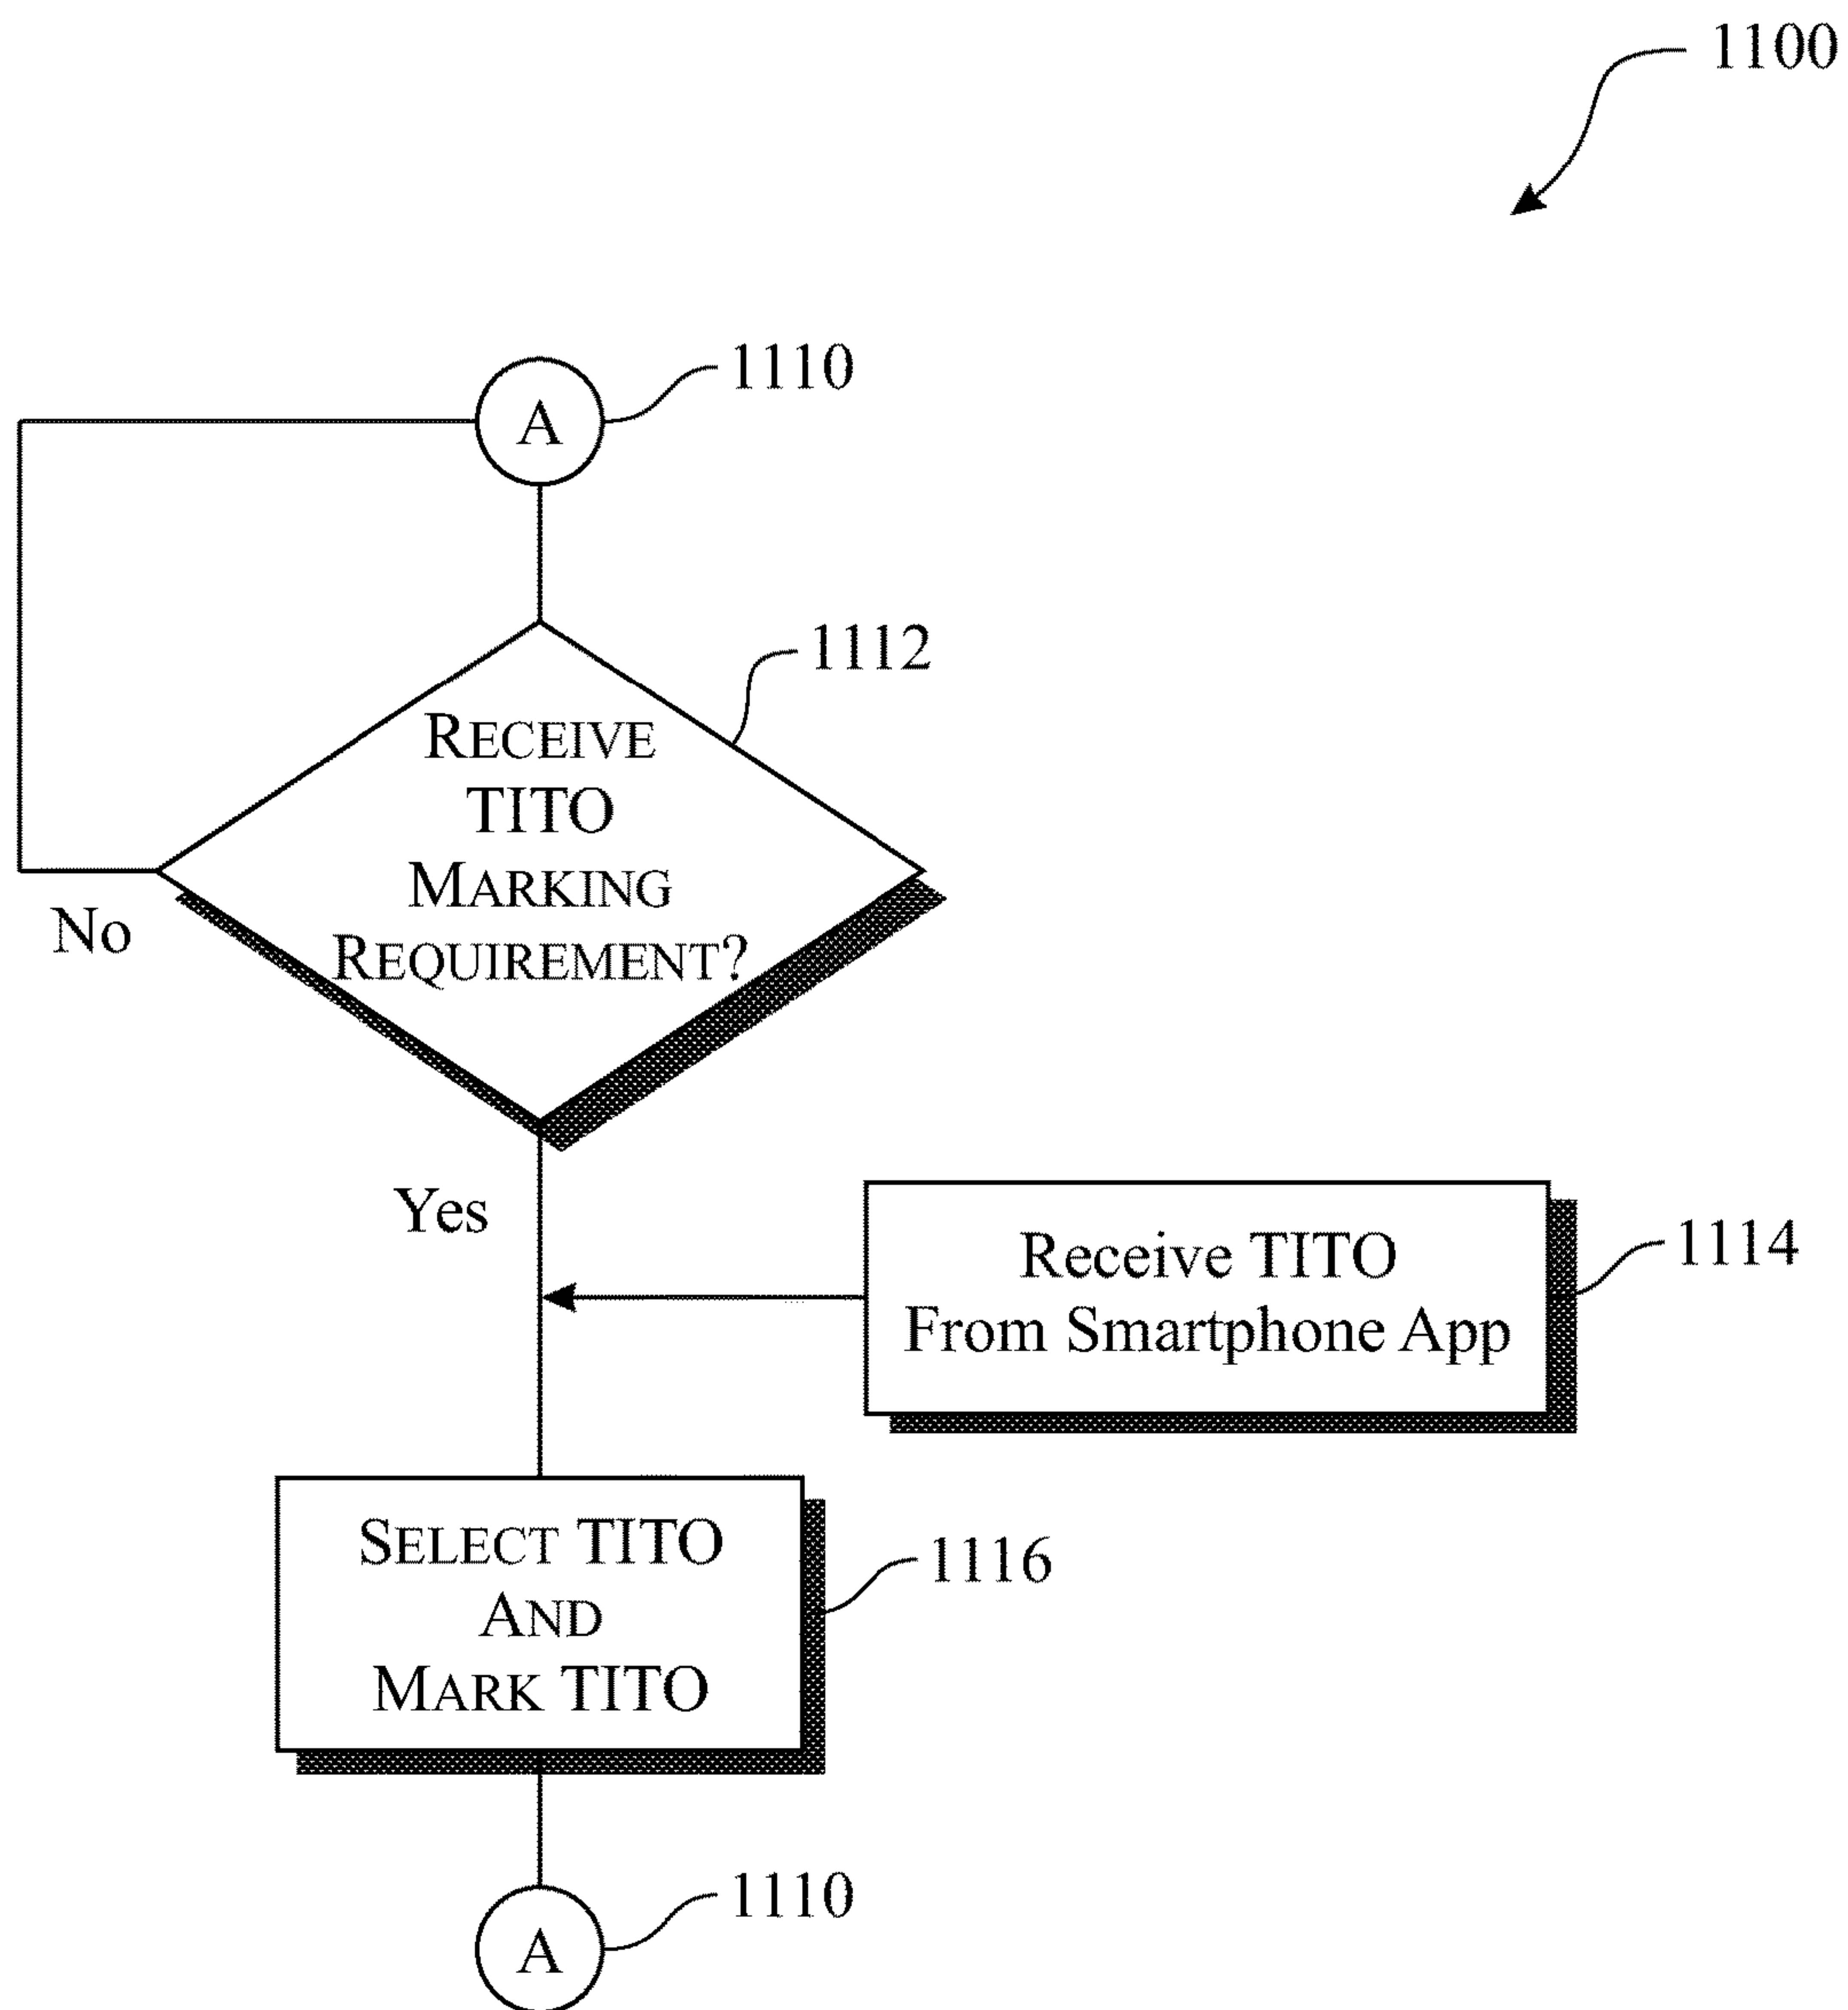 1100
A
1110
1112
RECEIVE
TITO
MARKING
REQUIREMENT?
No
Yes
Receive TITO
From Smartphone App
1114
SELECT TITO
AND
MARK TITO
1116
A
1110